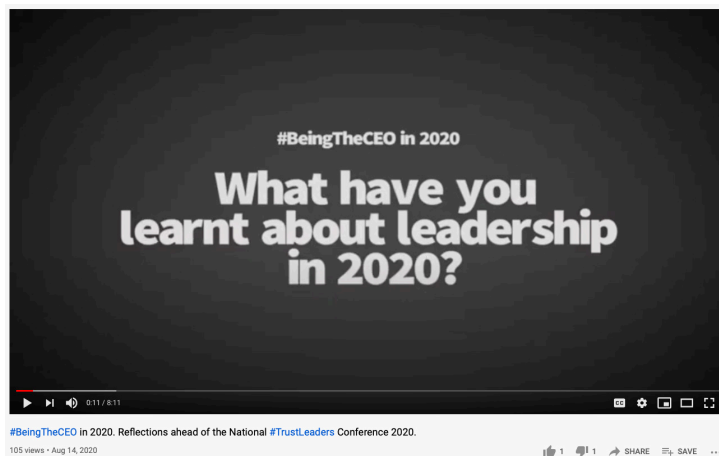 #BeingTheCEO in 2020
What have you
learnt about leadership
in 2020?
0:11 / 8:11
CC
#BeingTheCEO in 2020. Reflections ahead of the National #TrustLeaders Conference 2020.
105 views • Aug 14, 2020
1
1
SHARE
SAVE